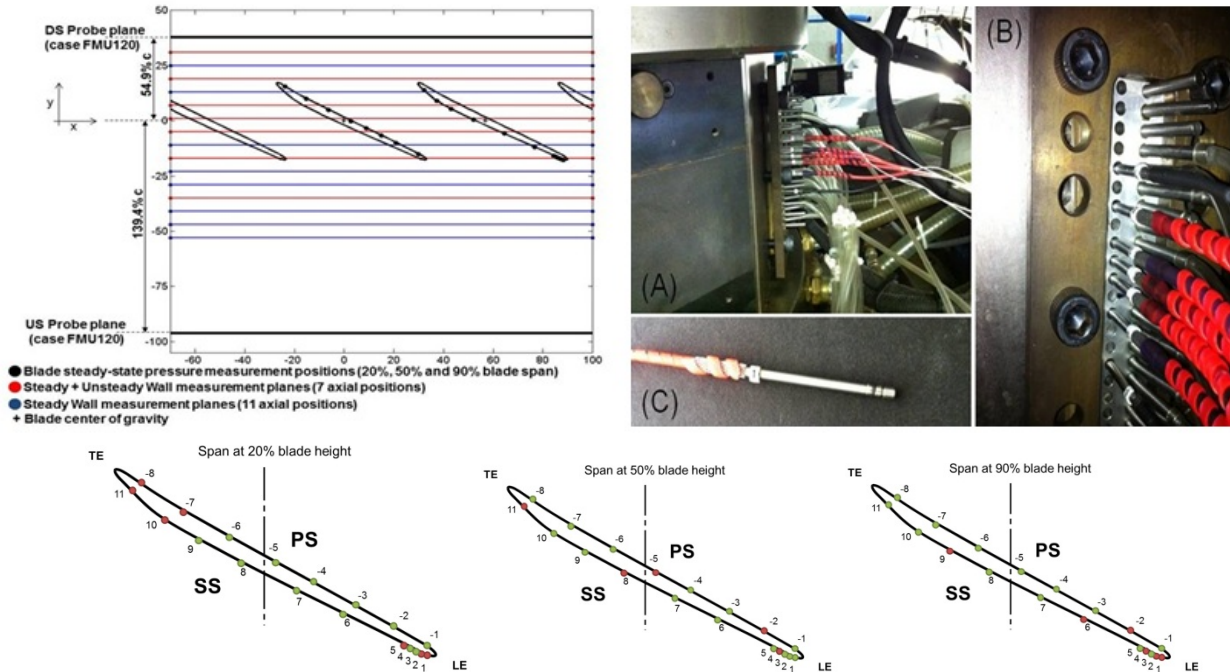 DS Probe plane
(case FMU120)
54.9% c
y
x
139.4% c
US Probe plane
(case FMU120)
50
25
0
-25
-50
-75
-100
-60
-40
-20
0
20
40
60
80
100
Blade steady-state pressure measurement positions (20%, 50% and 90% blade span)
Steady + Unsteady Wall measurement planes (7 axial positions)
Steady Wall measurement planes (11 axial positions)
+ Blade center of gravity
(A)
(B)
(C)
Span at 20% blade height
TE
-8
11
-7
10
-6
9
PS
-5
8
SS
-4
7
-3
6
-2
5
4
3
2
1
-1
LE
Span at 50% blade height
TE
-8
11
-7
10
-6
9
PS
-5
8
SS
-4
7
-3
6
-2
5
4
3
2
1
-1
LE
Span at 90% blade height
TE
-8
11
-7
10
-6
9
PS
-5
8
SS
-4
7
-3
6
-2
5
4
3
2
1
-1
LE